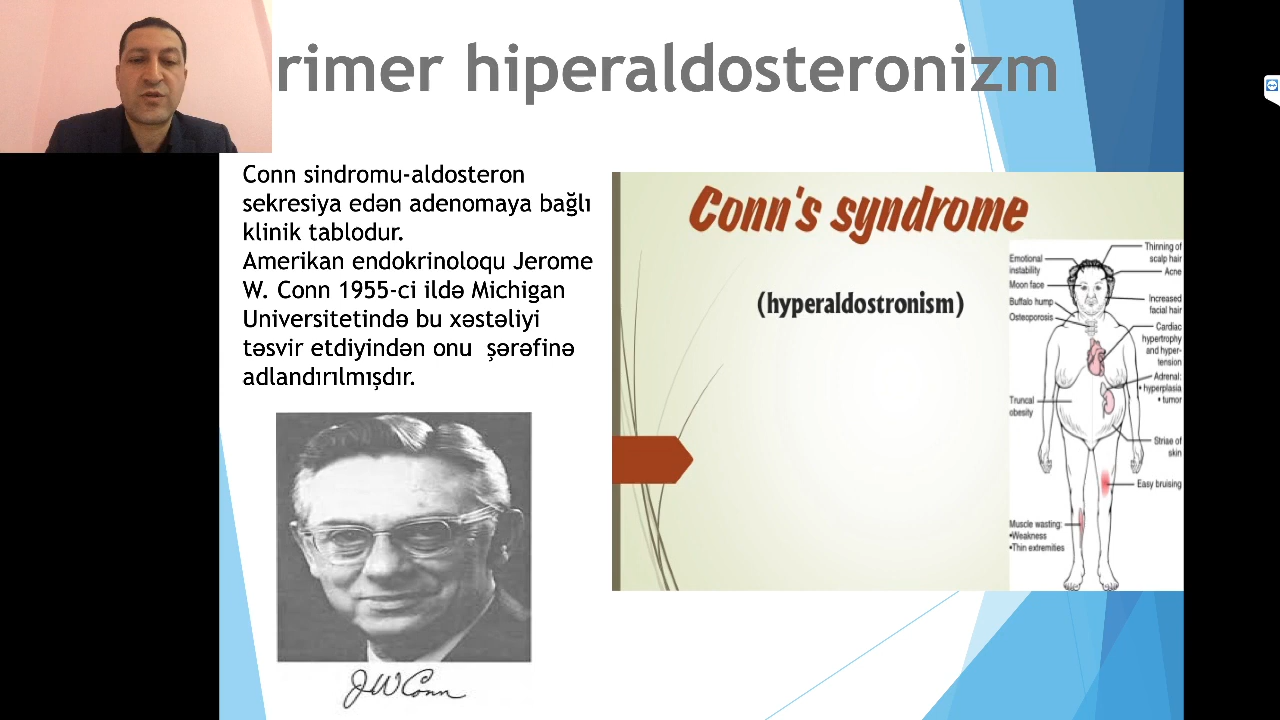 rimer hiperaldosteronizm
Conn sindromu-aldosteron
sekresiya edən adenomaya bağlı
klinik tablodur.
Amerikan endokrinoloqu Jerome
W. Conn 1955-ci ildə Michigan
Universitetində bu xəstəliyi
təsvir etdiyindən onu şərəfinə
adlandırılmışdır.
JWConn
Conn's syndrome
(hyperaldostronism)
Emotional
instability
Moon face
Buffalo hump
Osteoporosis
Truncal
obesity
Muscle wasting:
•Weakness
•Thin extremities
Thinning of
scalp hair
Acne
Increased
facial hair
Cardiac
hypertrophy
and hyper-
tension
Adrenal:
• hyperplasia
• tumor
Striae of
skin
Easy bruising